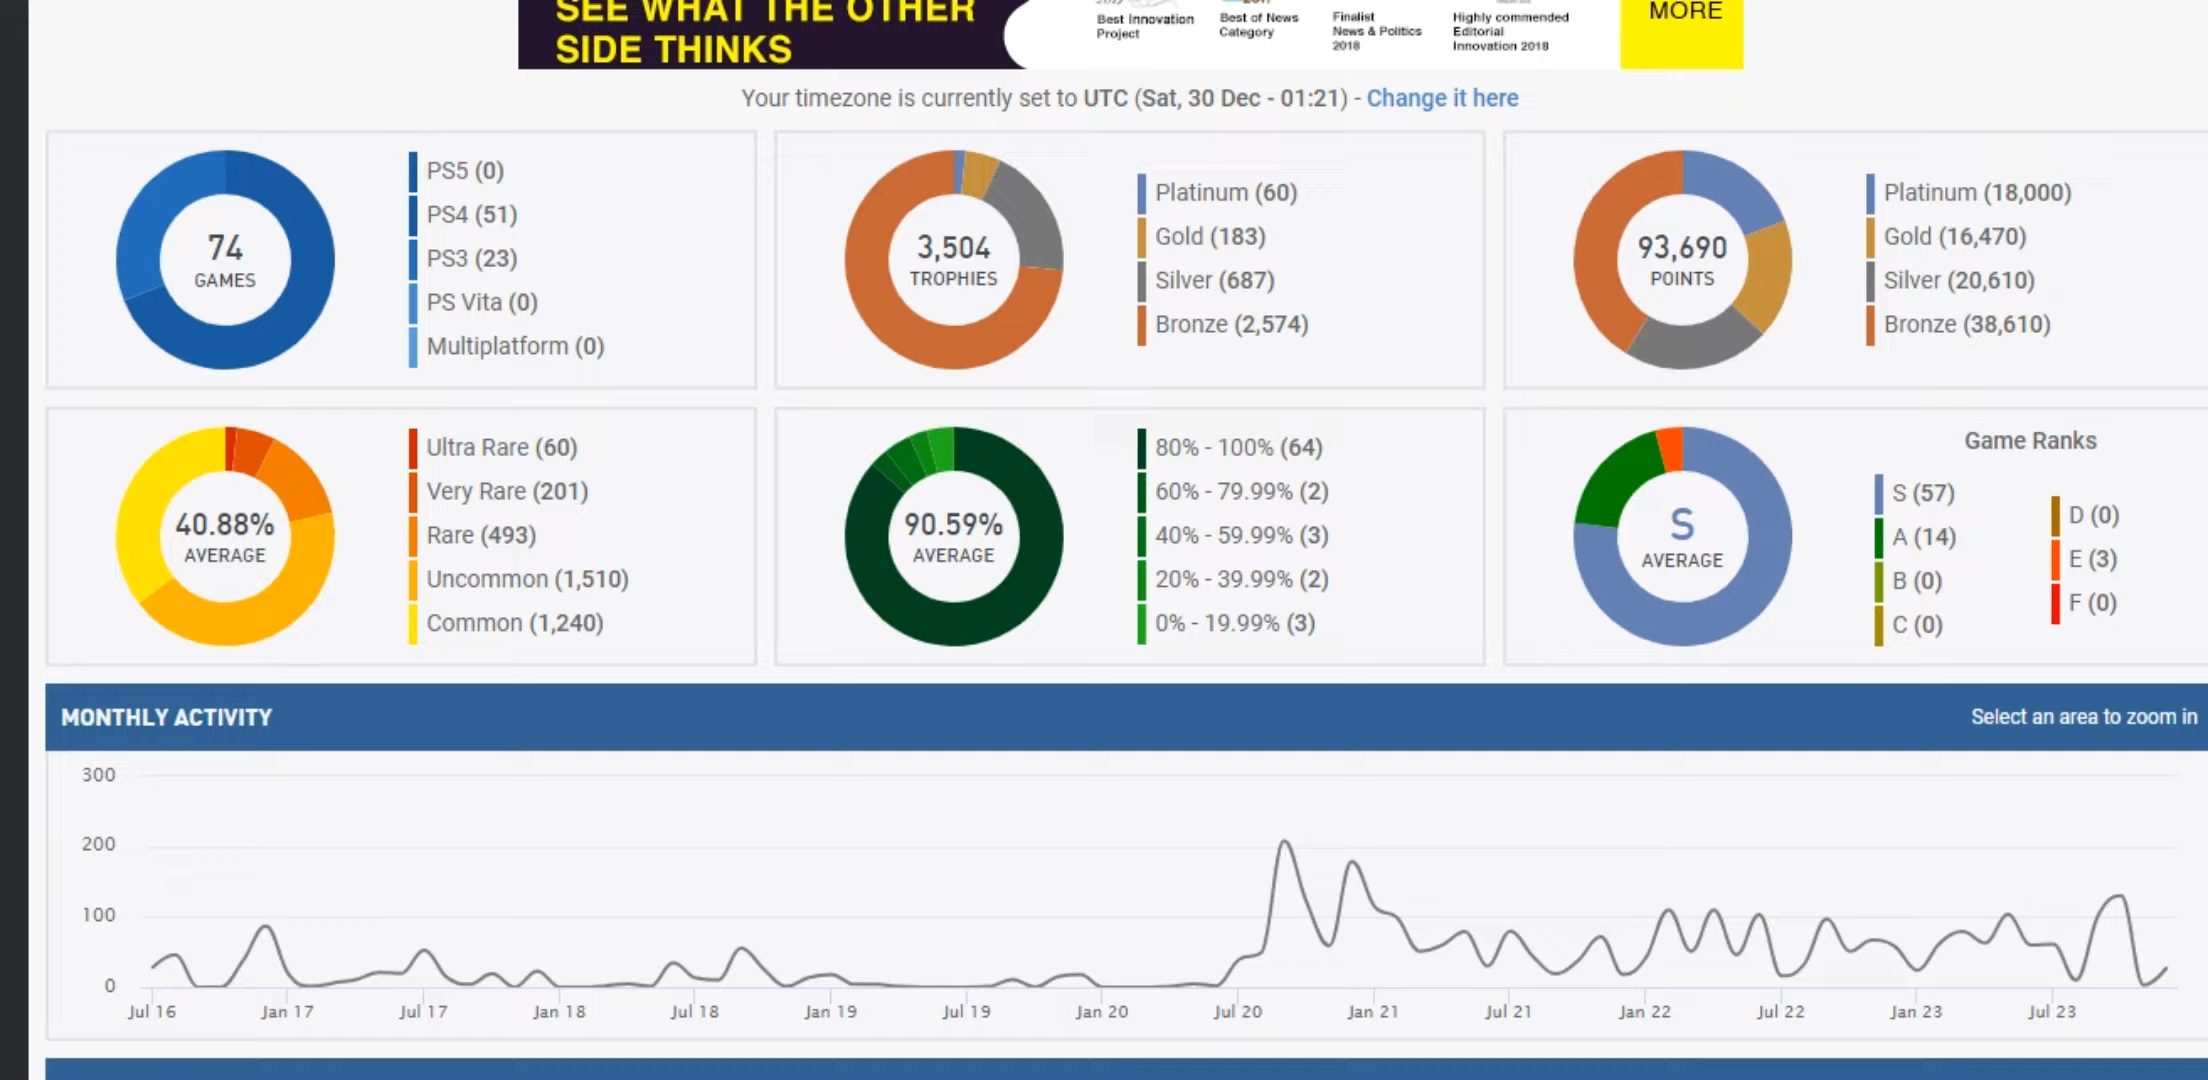 SEE WHAT THE OTHER
SIDE THINKS
Best Innovation
Project
Best of News
Category
Finalist
News & Politics
2018
Highly commended
Editorial
Innovation 2018
MORE
Your timezone is currently set to UTC (Sat, 30 Dec - 01:21) - Change it here
74
GAMES
PS5 (0)
PS4 (51)
PS3 (23)
PS Vita (0)
Multiplatform (0)
3,504
TROPHIES
Platinum (60)
Gold (183)
Silver (687)
Bronze (2,574)
93,690
POINTS
Platinum (18,000)
Gold (16,470)
Silver (20,610)
Bronze (38,610)
40.88%
AVERAGE
Ultra Rare (60)
Very Rare (201)
Rare (493)
Uncommon (1,510)
Common (1,240)
90.59%
AVERAGE
80% - 100% (64)
60% - 79.99% (2)
40% - 59.99% (3)
20% - 39.99% (2)
0% - 19.99% (3)
S
AVERAGE
Game Ranks
S (57)
A (14)
B (0)
C (0)
D (0)
E (3)
F (0)
MONTHLY ACTIVITY
Select an area to zoom in
300
200
100
0
Jul 16 Jan 17 Jul 17 Jan 18 Jul 18 Jan 19 Jul 19 Jan 20 Jul 20 Jan 21 Jul 21 Jan 22 Jul 22 Jan 23 Jul 23